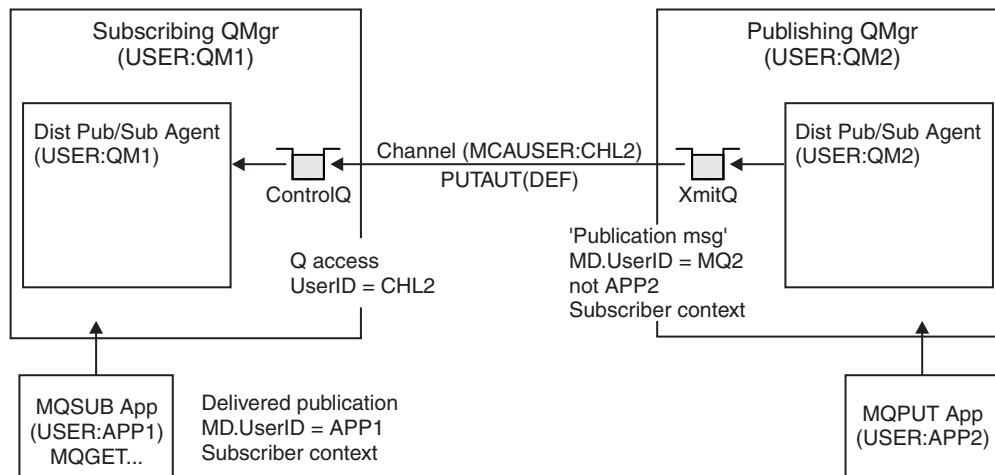 Subscribing QMgr
(USER:QM1)
Publishing QMgr
(USER:QM2)
Dist Pub/Sub Agent
(USER:QM1)
ControlQ
Channel (MCAUSER:CHL2)
PUTAUT(DEF)
XmitQ
Dist Pub/Sub Agent
(USER:QM2)
Q access
UserID = CHL2
'Publication msg'
MD.UserID = MQ2
not APP2
Subscriber context
MQSUB App
(USER:APP1)
MQGET...
Delivered publication
MD.UserID = APP1
Subscriber context
MQPUT App
(USER:APP2)